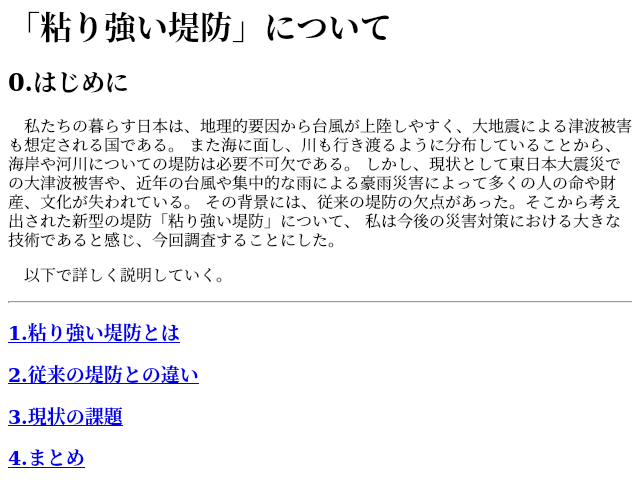 「粘り強い堤防」について
0.はじめに
　私たちの暮らす日本は、地理的要因から台風が上陸しやすく、大地震による津波被害
も想定される国である。 また海に面し、川も行き渡るように分布していることから、
海岸や河川についての堤防は必要不可欠である。 しかし、現状として東日本大震災で
の大津波被害や、近年の台風や集中的な雨による豪雨災害によって多くの人の命や財
産、文化が失われている。 その背景には、従来の堤防の欠点があった。そこから考え
出された新型の堤防「粘り強い堤防」について、 私は今後の災害対策における大きな
技術であると感じ、今回調査することにした。
　以下で詳しく説明していく。
1.粘り強い堤防とは
2.従来の堤防との違い
3.現状の課題
4.まとめ